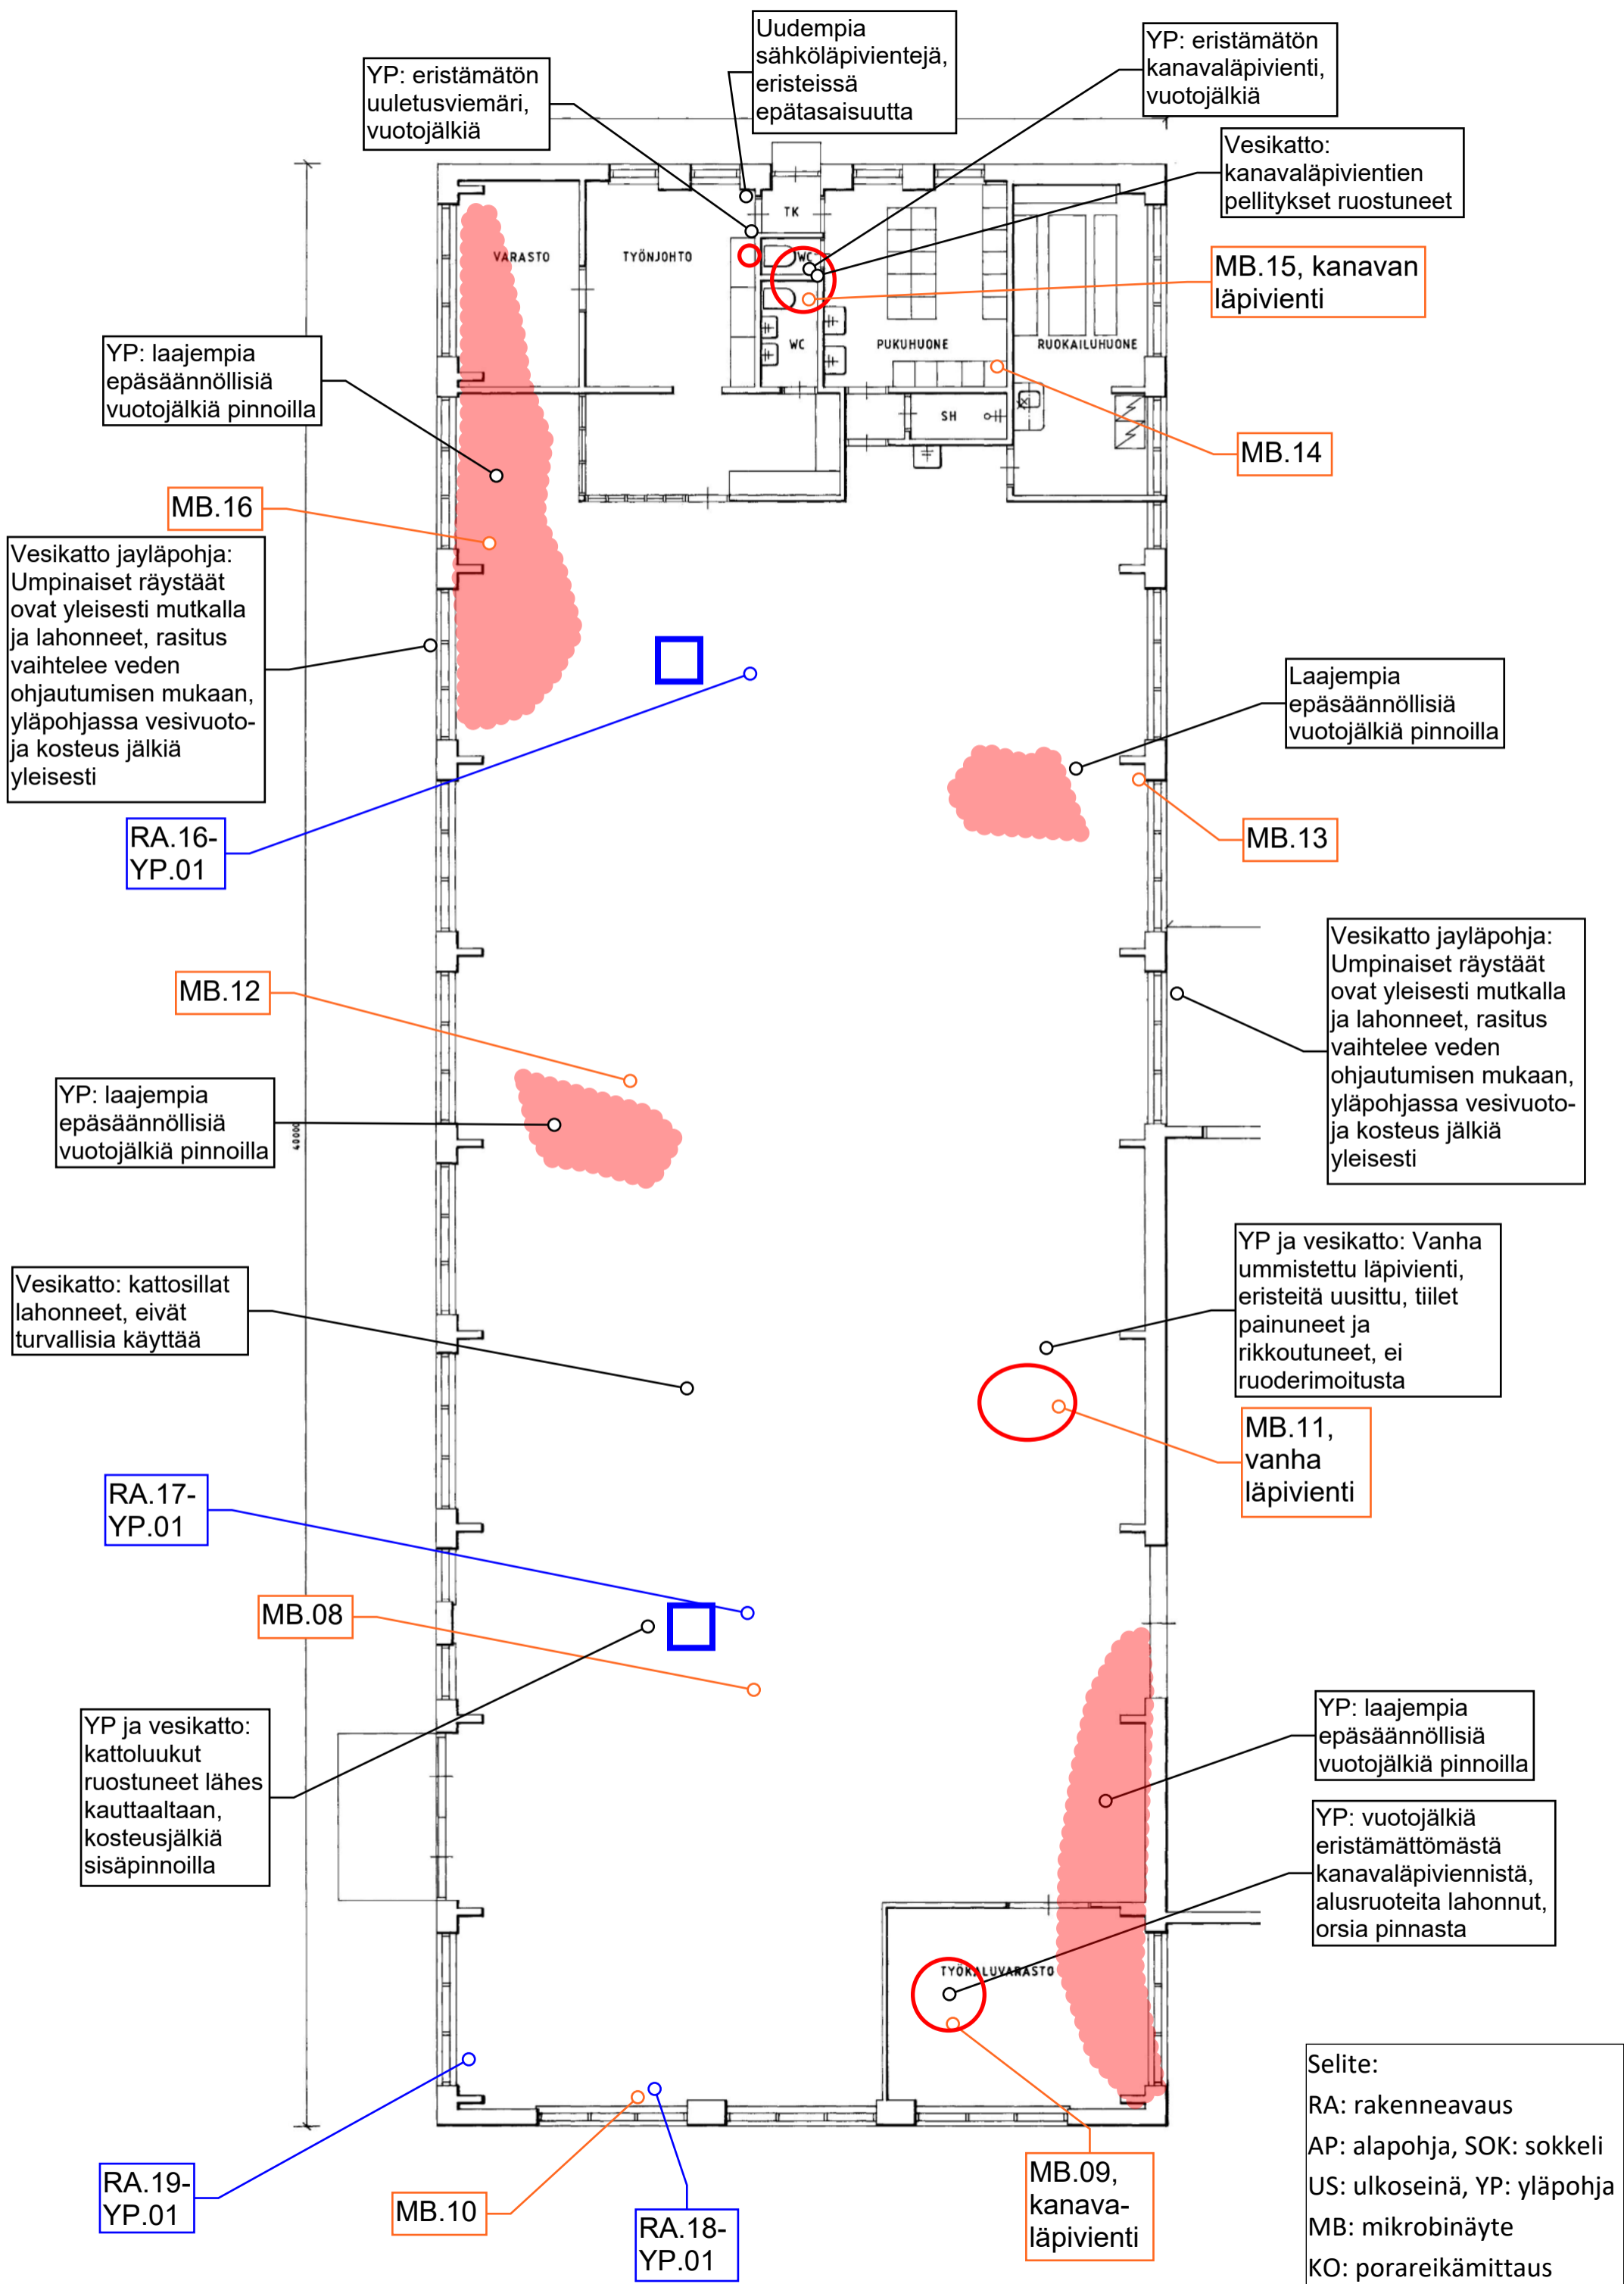 Uudempia
sähköläpivientejä,
eristeissä
epätasaisuutta
YP: eristämätön
kanavaläpivienti,
vuotojälkiä
YP: eristämätön
uuletusviemäri,
vuotojälkiä
Vesikatto:
kanavaläpivientien
pellitykset ruostuneet
TK
VARASTO
TYÖNJOHTO
WC
MB.15, kanavan
läpivienti
WC
PUKUHUONE
RUOKAILUHUONE
YP: laajempia
epäsäännöllisiä
vuotojälkiä pinnoilla
SH
MB.14
MB.16
Vesikatto jayläpohja:
Umpinaiset räystäät
ovat yleisesti mutkalla
ja lahonneet, rasitus
vaihtelee veden
ohjautumisen mukaan,
yläpohjassa vesivuoto-
ja kosteus jälkiä
yleisesti
Laajempia
epäsäännöllisiä
vuotojälkiä pinnoilla
RA.16-
YP.01
MB.13
Vesikatto jayläpohja:
Umpinaiset räystäät
ovat yleisesti mutkalla
ja lahonneet, rasitus
vaihtelee veden
ohjautumisen mukaan,
yläpohjassa vesivuoto-
ja kosteus jälkiä
yleisesti
MB.12
YP: laajempia
epäsäännöllisiä
vuotojälkiä pinnoilla
40000
YP ja vesikatto: Vanha
ummistettu läpivienti,
eristeitä uusittu, tiilet
painuneet ja
rikkoutuneet, ei
ruoderimoitusta
Vesikatto: kattosillat
lahonneet, eivät
turvallisia käyttää
MB.11,
vanha
läpivienti
RA.17-
YP.01
MB.08
YP ja vesikatto:
kattoluukut
ruostuneet lähes
kauttaaltaan,
kosteusjälkiä
sisäpinnoilla
YP: laajempia
epäsäännöllisiä
vuotojälkiä pinnoilla
YP: vuotojälkiä
eristämättömästä
kanavaläpiviennistä,
alusruoteita lahonnut,
orsia pinnasta
TYÖKALUVARASTO
RA.19-
YP.01
MB.10
RA.18-
YP.01
MB.09,
kanava-
läpivienti
Selite:
RA: rakenneavaus
AP: alapohja, SOK: sokkeli
US: ulkoseinä, YP: yläpohja
MB: mikrobinäyte
KO: porareikämittaus